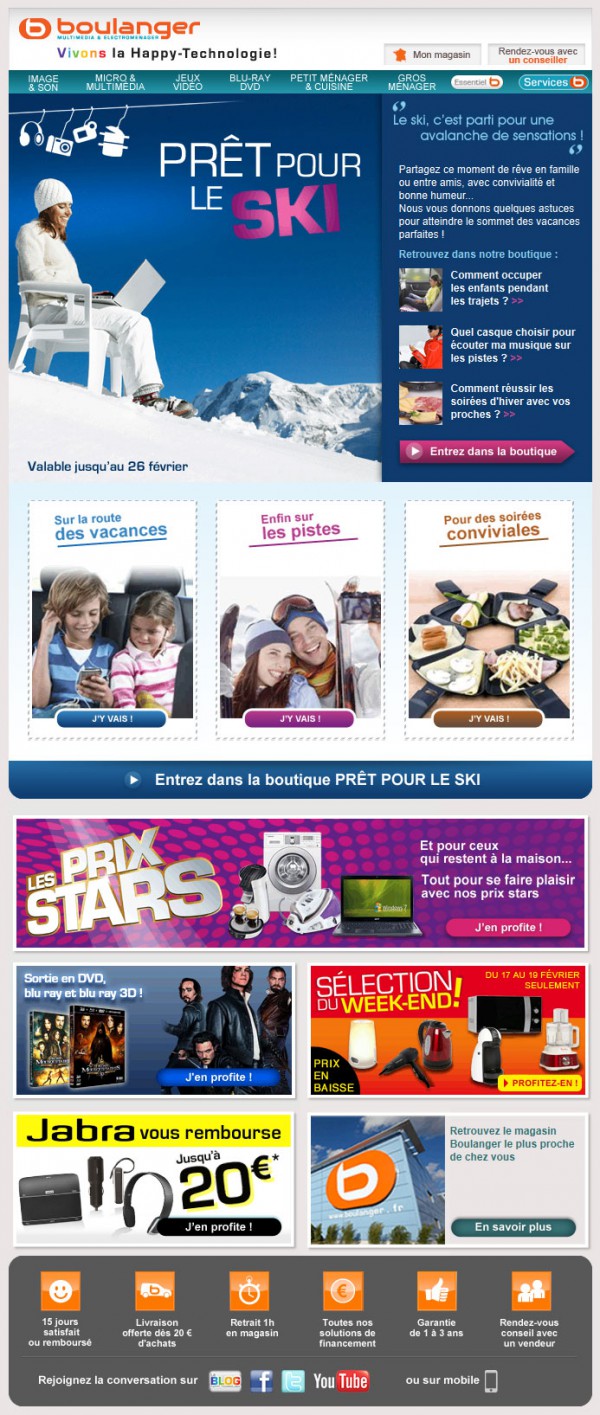 boulanger
MULTIMEDIA & ELECTROMENAGER
Vivons la Happy-Technologie!
Mon magasin
Rendez-vous avec
un conseiller
IMAGE
& SON
MICRO &
MULTIMÉDIA
JEUX
VIDÉO
BLU-RAY
DVD
PETIT MÉNAGER
& CUISINE
GROS
MÉNAGER
Essentiel b
Services b
PRÊT POUR
LE SKI
Valable jusqu'au 26 février
Le ski, c'est parti pour une
avalanche de sensations !
Partagez ce moment de rêve en famille
ou entre amis, avec convivialité et
bonne humeur...
Nous vous donnons quelques astuces
pour atteindre le sommet des vacances
parfaites !
Retrouvez dans notre boutique :
Comment occuper
les enfants pendant
les trajets ? >>
Quel casque choisir pour
écouter ma musique sur
les pistes ? >>
Comment réussir les
soirées d'hiver avec vos
proches ? >>
Entrez dans la boutique
Sur la route
des vacances
J'Y VAIS !
Enfin sur
les pistes
J'Y VAIS !
Pour des soirées
conviviales
J'Y VAIS !
Entrez dans la boutique PRÊT POUR LE SKI
LES PRIX
STARS
Et pour ceux
qui restent à la maison...
Tout pour se faire plaisir
avec nos prix stars
J'en profite !
Sortie en DVD,
blu ray et blu ray 3D !
J'en profite !
SÉLECTION
DU WEEK-END!
DU 17 AU 19 FÉVRIER
SEULEMENT
PRIX
EN
BAISSE
PROFITEZ-EN !
Jabra vous rembourse
Jusqu'à
20€*
J'en profite !
b
www.boulanger.fr
Retrouvez le magasin
Boulanger le plus proche
de chez vous
En savoir plus
15 jours
satisfait
ou remboursé
Livraison
offerte dès 20 €
d'achats
Retrait 1h
en magasin
Toutes nos
solutions de
financement
Garantie
de 1 à 3 ans
Rendez-vous
conseil avec
un vendeur
Rejoignez la conversation sur
BLOG
f
t
YouTube
ou sur mobile